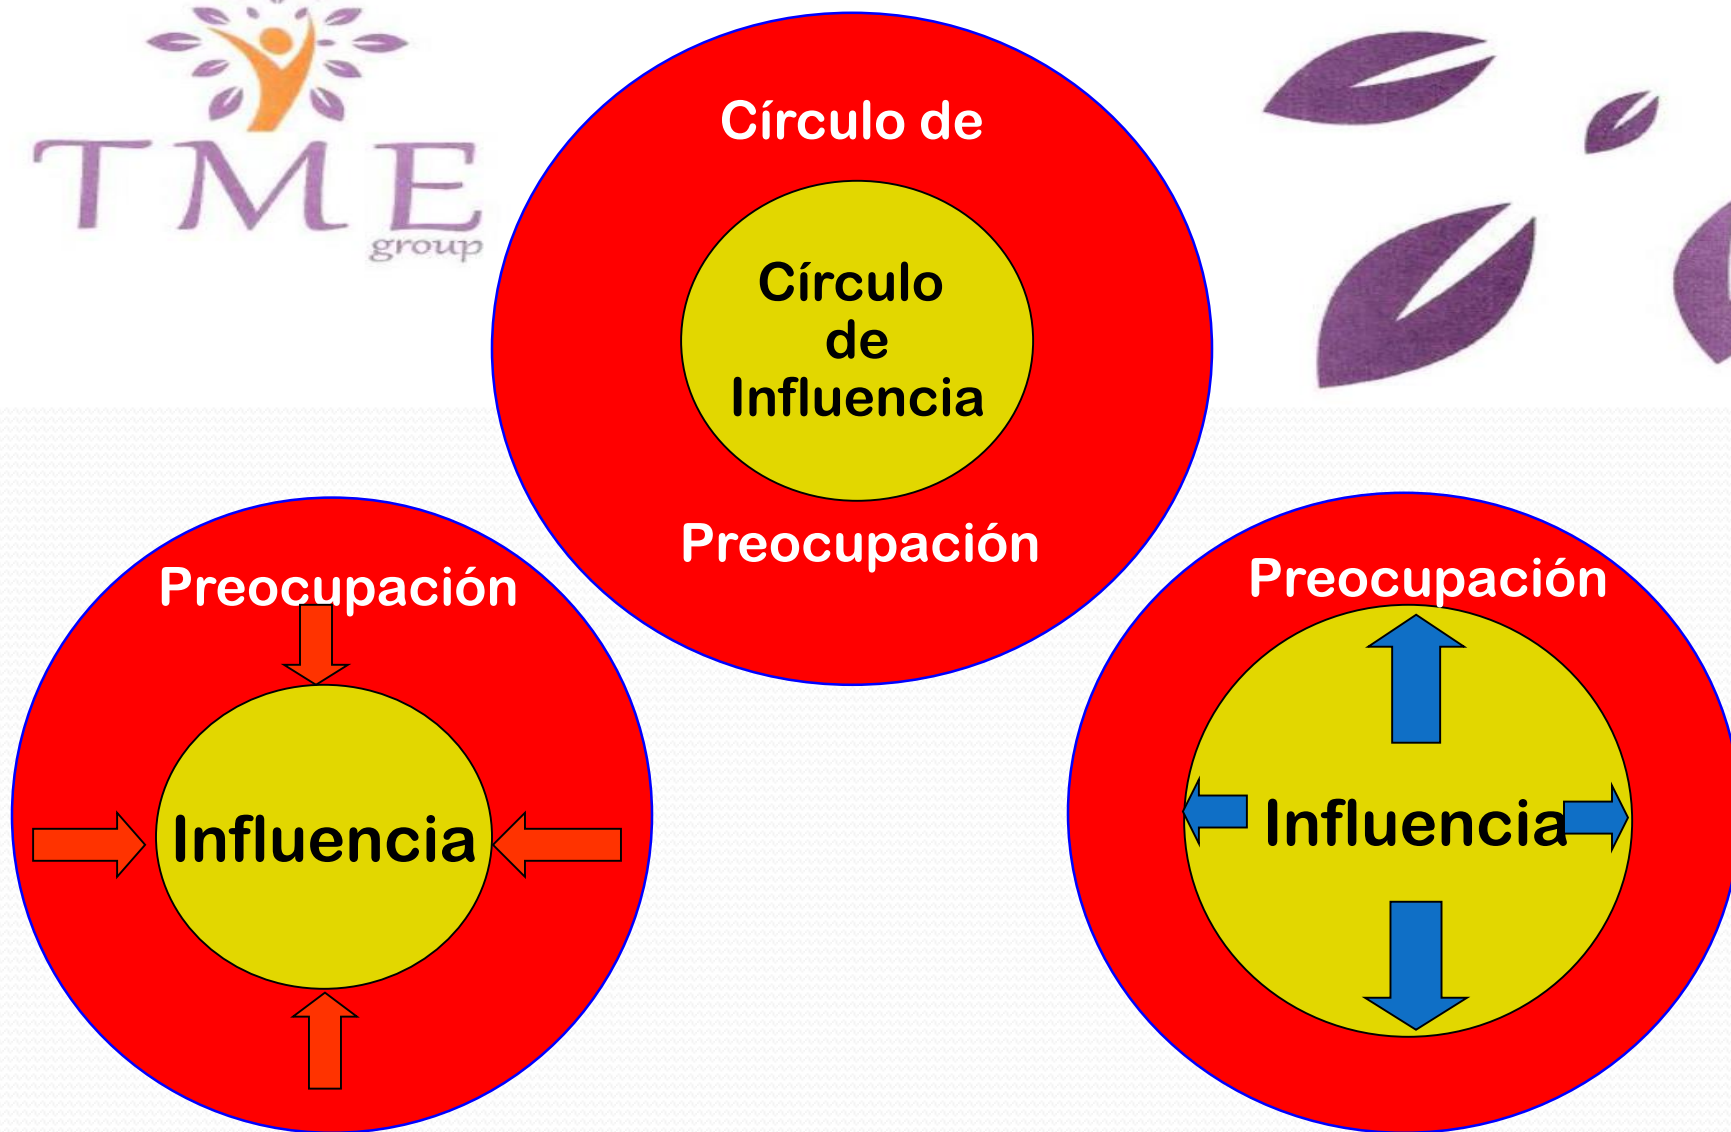 TME
group
Círculo de
Círculo
de
Influencia
Preocupación
Preocupación
Influencia
Preocupación
Influencia